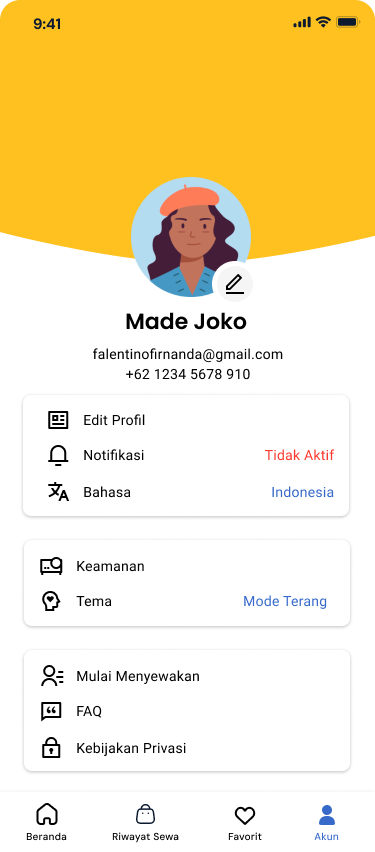 9:41
Made Joko
falentinofirnanda@gmail.com
+62 1234 5678 910
Edit Profil
Notifikasi Tidak Aktif
Bahasa Indonesia
Keamanan
Tema Mode Terang
Mulai Menyewakan
FAQ
Kebijakan Privasi
Beranda Riwayat Sewa Favorit Akun